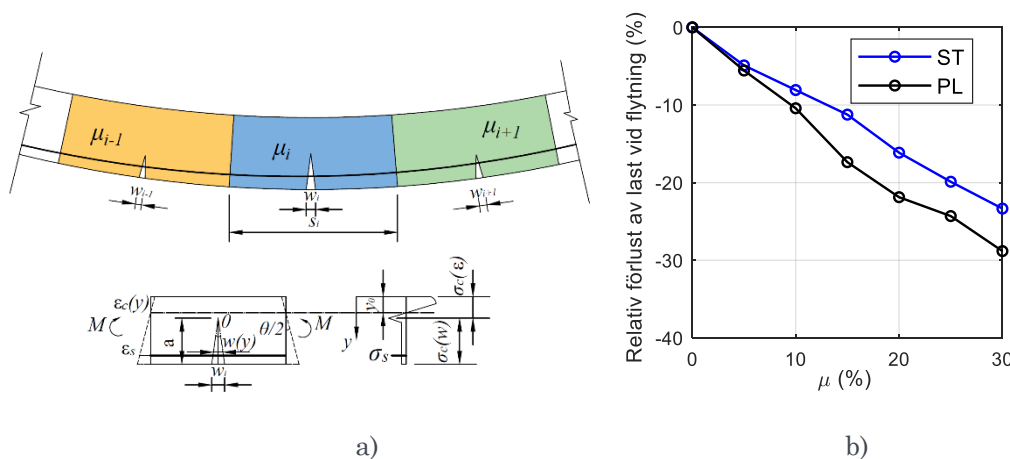 μi-1
μi
μi+1
wi-1
wi
wi+1
si
εc(y)
0
θ/2
M
M
a
w(y)
εs
wi
y0
y
σs
σc(ε)
σc(w)
a)
Relativ förlust av last vid flytning (%)
0
-10
-20
-30
-40
ST
PL
0
10
20
30
μ (%)
b)